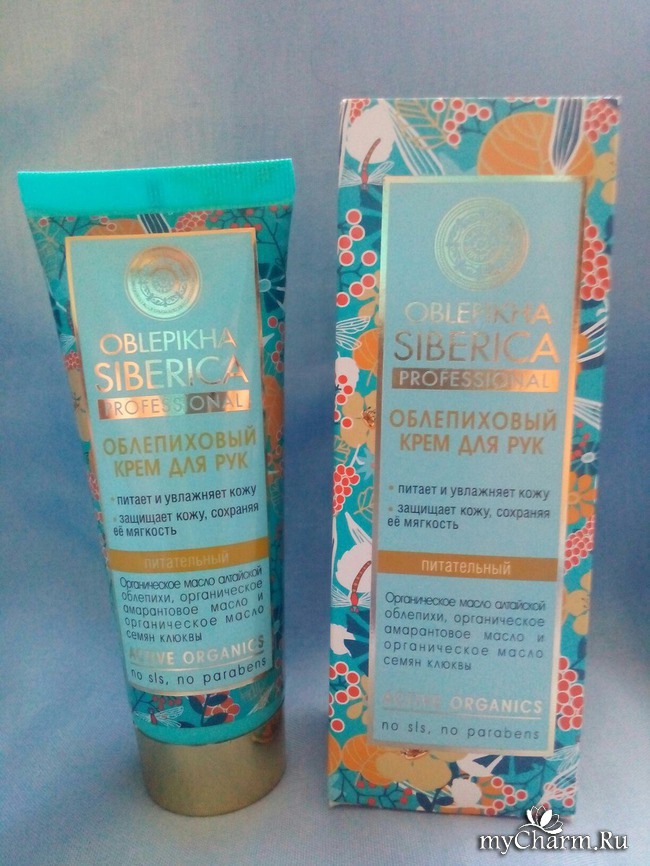 OBLEPIKHA
SIBERICA
PROFESSIONAL
ОБЛЕПИХОВЫЙ
КРЕМ ДЛЯ РУК
• питает и увлажняет кожу
• защищает кожу, сохраняя
её мягкость
питательный
Органическое масло алтайской
облепихи, органическое
амарантовое масло и
органическое масло
семян клюквы
ACTIVE ORGANICS
no sls, no parabens
OBLEPIKHA
SIBERICA
PROFESSIONAL
ОБЛЕПИХОВЫЙ
КРЕМ ДЛЯ РУК
• питает и увлажняет кожу
• защищает кожу, сохраняя
её мягкость
питательный
Органическое масло алтайской
облепихи, органическое
амарантовое масло и
органическое масло
семян клюквы
ACTIVE ORGANICS
no sls, no parabens
myCharm.Ru